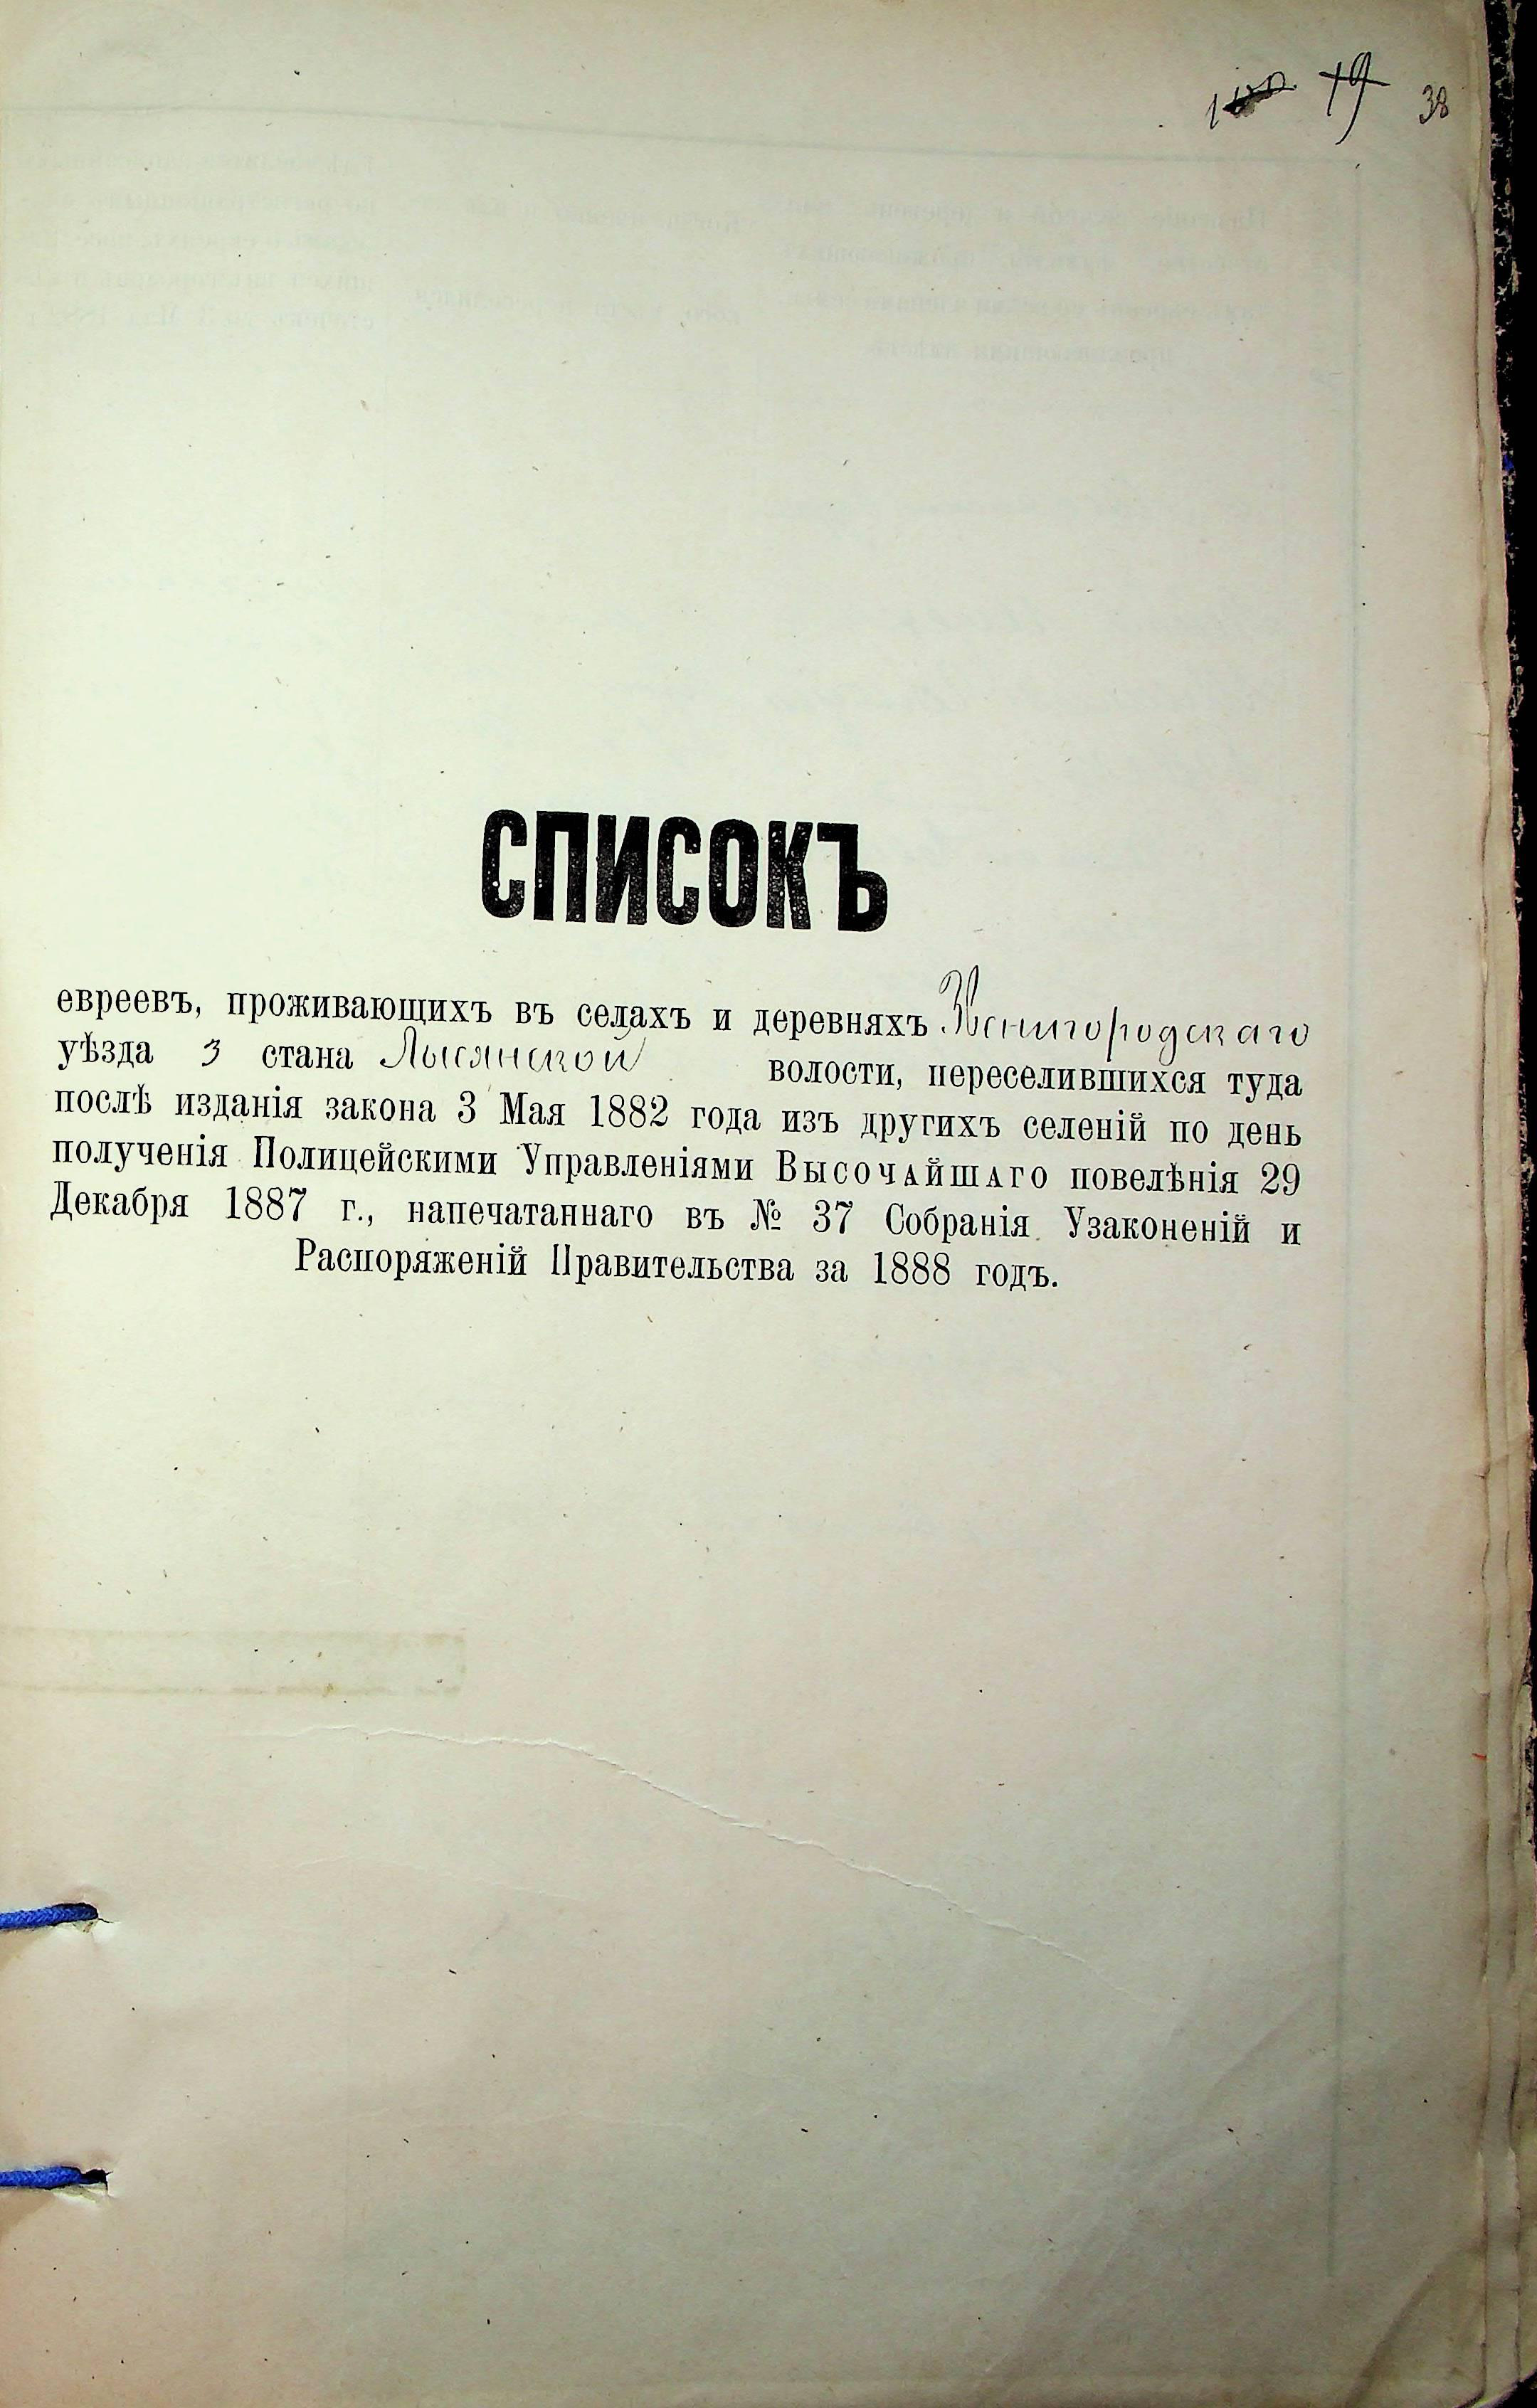 19 38
СПИСОКЪ
евреевъ, проживающихъ въ селахъ и деревняхъ Звенигородскаго
уѣзда 3 стана Лысянской волости, переселившихся туда
послѣ изданія закона 3 Мая 1882 года изъ другихъ селеній по день
полученія Полицейскими Управленіями Высочайшаго повелѣнія 29
Декабря 1887 г., напечатаннаго въ № 37 Собранія Узаконеній и
Распоряженій Правительства за 1888 годъ.